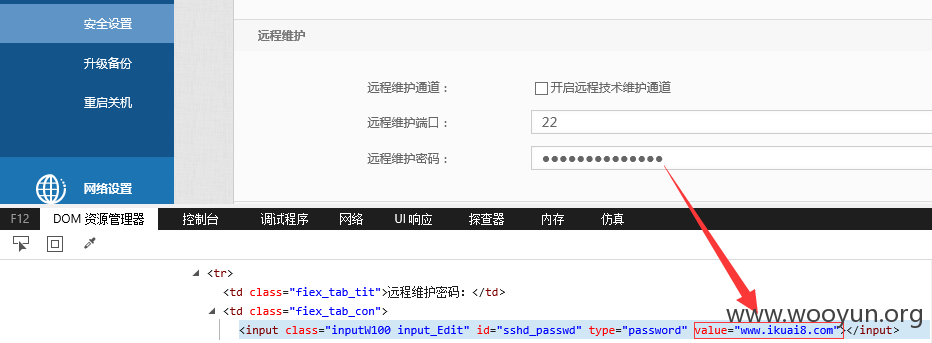 安全设置
远程维护
升级备份
远程维护通道：
开启远程技术维护通道
重启关机
远程维护端口：
22
远程维护密码：
●●●●●●●●●●●●●●
网络设置
F12 DOM 资源管理器 控制台 调试程序 网络 UI 响应 探查器 内存 仿真
<tr>
<td class="fiex_tab_tit">远程维护密码: </td>
<td class="fiex_tab_con">
<input class="inputW100 input_Edit" id="sshd_passwd" type="password" value="www.ikuai8.com"></input>
www.wooyun.org